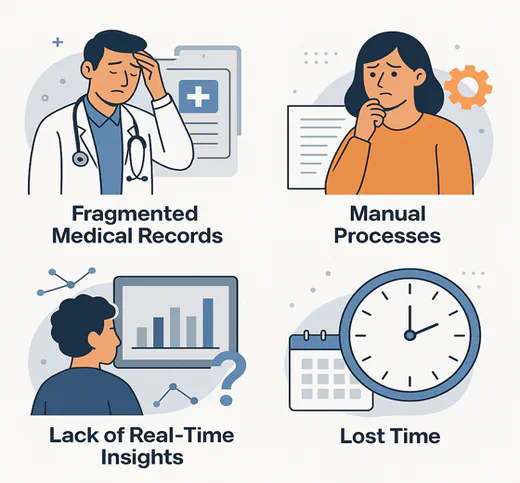 Fragmented
Medical Records
Manual
Processes
Lack of Real-Time
Insights
?
Lost Time